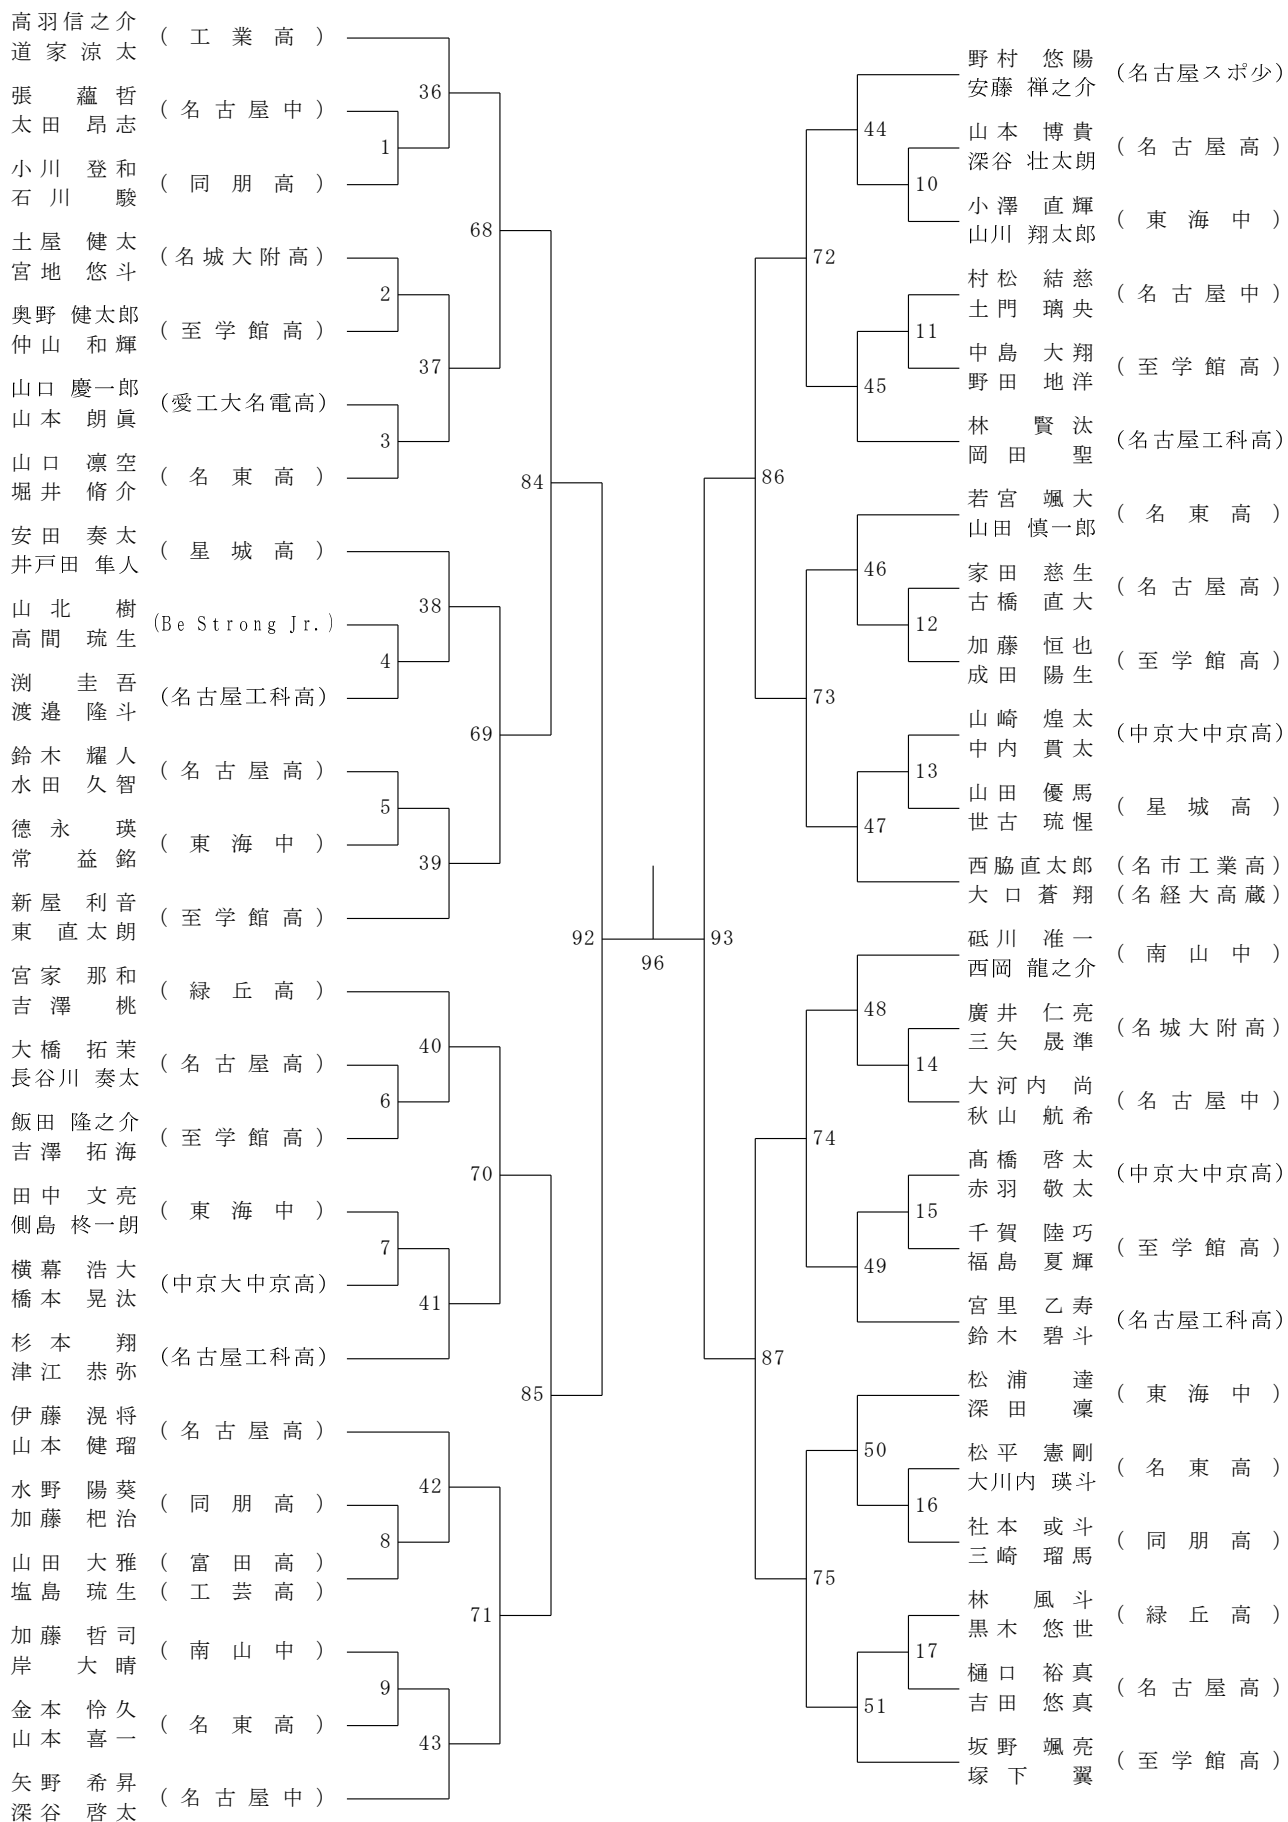 高羽信之介
道家涼太 (工業高)
張 蘊哲
太田 昂志 (名古屋中)
小川 登和
石川 駿 (同朋高)
土屋 健太
宮地 悠斗 (名城大附高)
奥野 健太郎
仲山 和輝 (至学館高)
山口 慶一郎
山本 朗眞 (愛工大名電高)
山口 凛空
堀井 脩介 (名東高)
安田 奏太
井戸田 隼人 (星城高)
山北 樹
高間 琉生 (Be Strong Jr.)
渕 圭吾
渡邉 隆斗 (名古屋工科高)
鈴木 耀人
水田 久智 (名古屋高)
德永 瑛
常 益銘 (東海中)
新屋 利音
東 直太朗 (至学館高)
宮家 那和
吉澤 桃 (緑丘高)
大橋 拓茉
長谷川 奏太 (名古屋高)
飯田 隆之介
吉澤 拓海 (至学館高)
田中 文亮
側島 柊一朗 (東海中)
横幕 浩大
橋本 晃汰 (中京大中京高)
杉本 翔
津江 恭弥 (名古屋工科高)
伊藤 滉将
山本 健瑠 (名古屋高)
水野 陽葵
加藤 杷治 (同朋高)
山田 大雅 (富田高)
塩島 琉生 (工芸高)
加藤 哲司
岸 大晴 (南山中)
金本 怜久
山本 喜一 (名東高)
矢野 希昇
深谷 啓太 (名古屋中)
1
2
3
4
5
6
7
8
9
36
37
38
39
40
41
42
43
68
69
70
71
84
85
92
96
93
86
87
72
73
74
75
44
45
46
47
48
49
50
51
10
11
12
13
14
15
16
17
野村 悠陽
安藤 禅之介 (名古屋スポ少)
山本 博貴
深谷 壮太朗 (名古屋高)
小澤 直輝
山川 翔太郎 (東海中)
村松 結慈
土門 璃央 (名古屋中)
中島 大翔
野田 地洋 (至学館高)
林 賢汰
岡田 聖 (名古屋工科高)
若宮 颯大
山田 慎一郎 (名東高)
家田 慈生
古橋 直大 (名古屋高)
加藤 恒也
成田 陽生 (至学館高)
山崎 煌太
中内 貫太 (中京大中京高)
山田 優馬
世古 琉惺 (星城高)
西脇直太郎 (名市工業高)
大口蒼翔 (名経大高蔵)
砥川 准一
西岡 龍之介 (南山中)
廣井 仁亮
三矢 晟準 (名城大附高)
大河内 尚
秋山 航希 (名古屋中)
髙橋 啓太
赤羽 敬太 (中京大中京高)
千賀 陸巧
福島 夏輝 (至学館高)
宮里 乙寿
鈴木 碧斗 (名古屋工科高)
松浦 達
深田 凜 (東海中)
松平 憲剛
大川内 瑛斗 (名東高)
社本 或斗
三崎 瑠馬 (同朋高)
林 風斗
黒木 悠世 (緑丘高)
樋口 裕真
吉田 悠真 (名古屋高)
坂野 颯亮
塚下 翼 (至学館高)